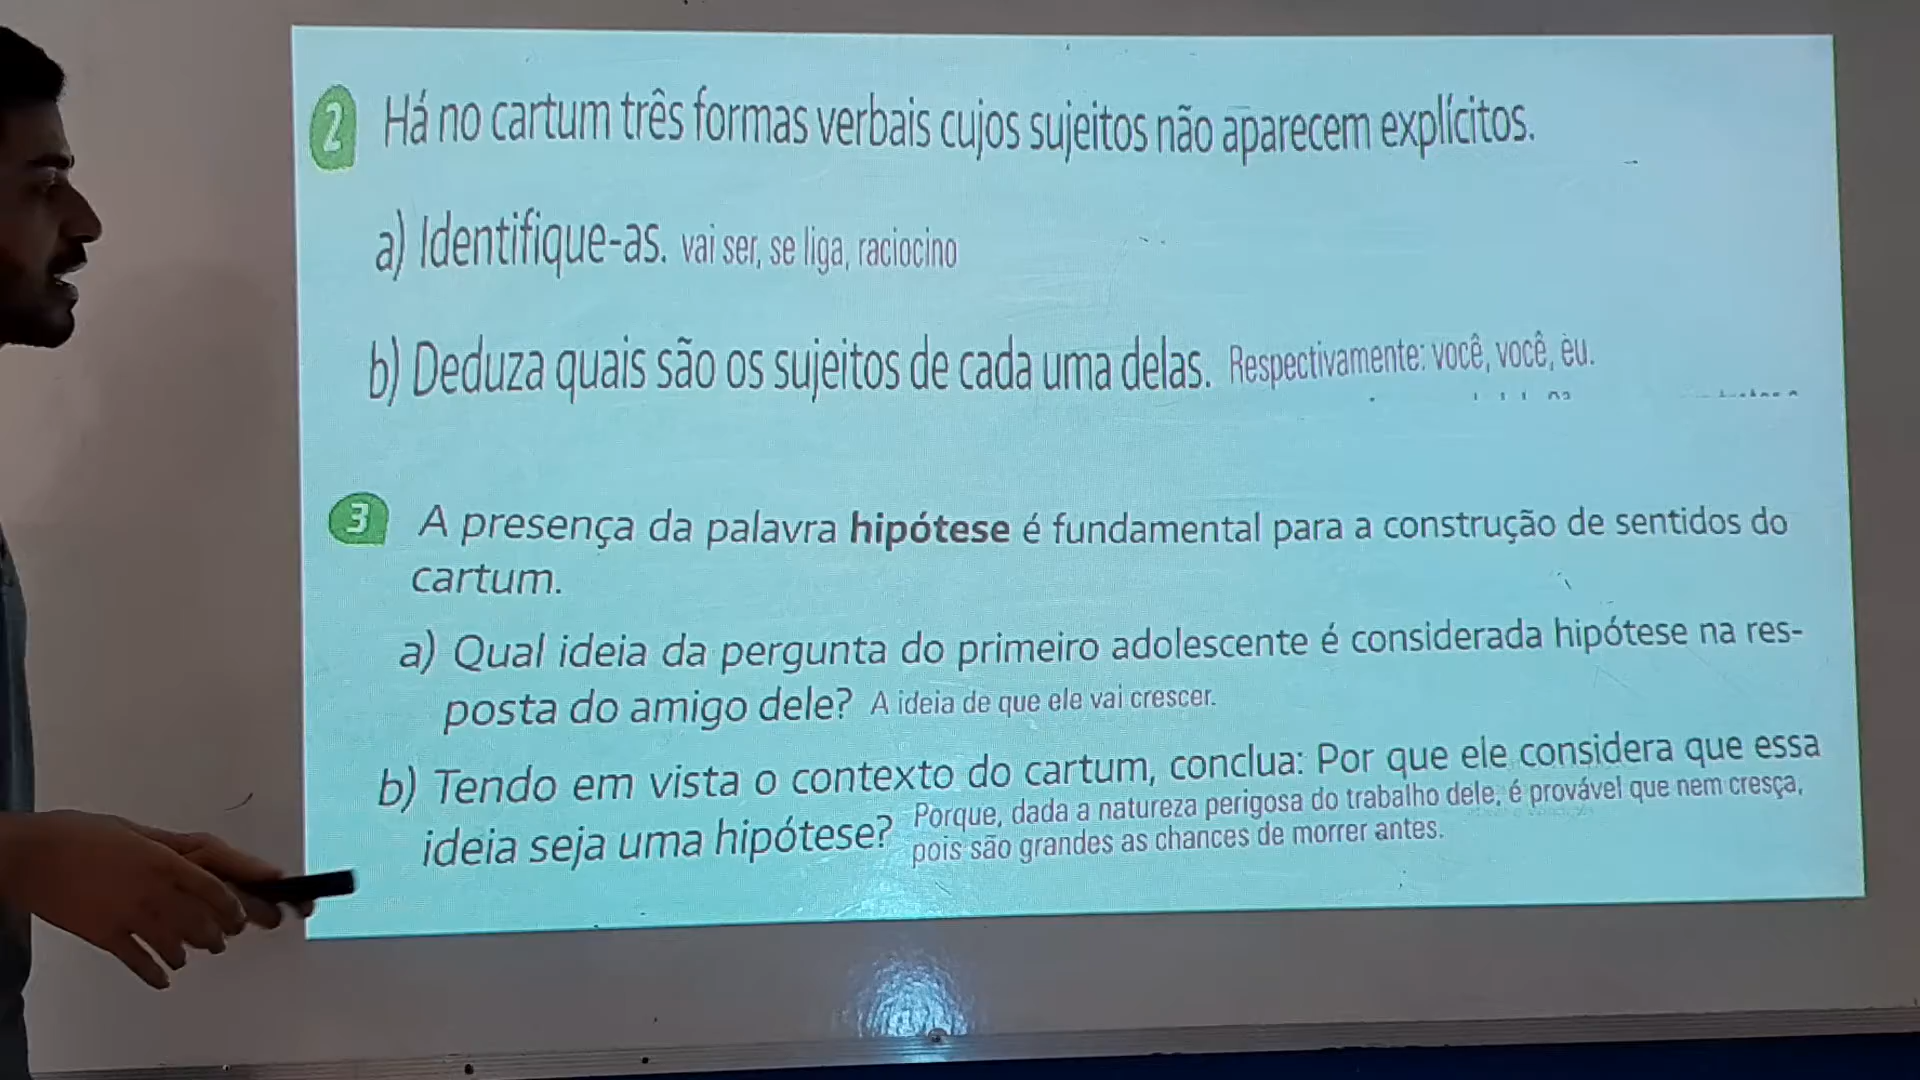 2 Há no cartum três formas verbais cujos sujeitos não aparecem explícitos.
a) Identifique-as. vai ser, se liga, raciocino
b) Deduza quais são os sujeitos de cada uma delas. Respectivamente: você, você, eu.
3 A presença da palavra hipótese é fundamental para a construção de sentidos do
cartum.
a) Qual ideia da pergunta do primeiro adolescente é considerada hipótese na res-
posta do amigo dele? A ideia de que ele vai crescer.
b) Tendo em vista o contexto do cartum, conclua: Por que ele considera que essa
ideia seja uma hipótese? Porque, dada a natureza perigosa do trabalho dele, é provável que nem cresça,
pois são grandes as chances de morrer antes.